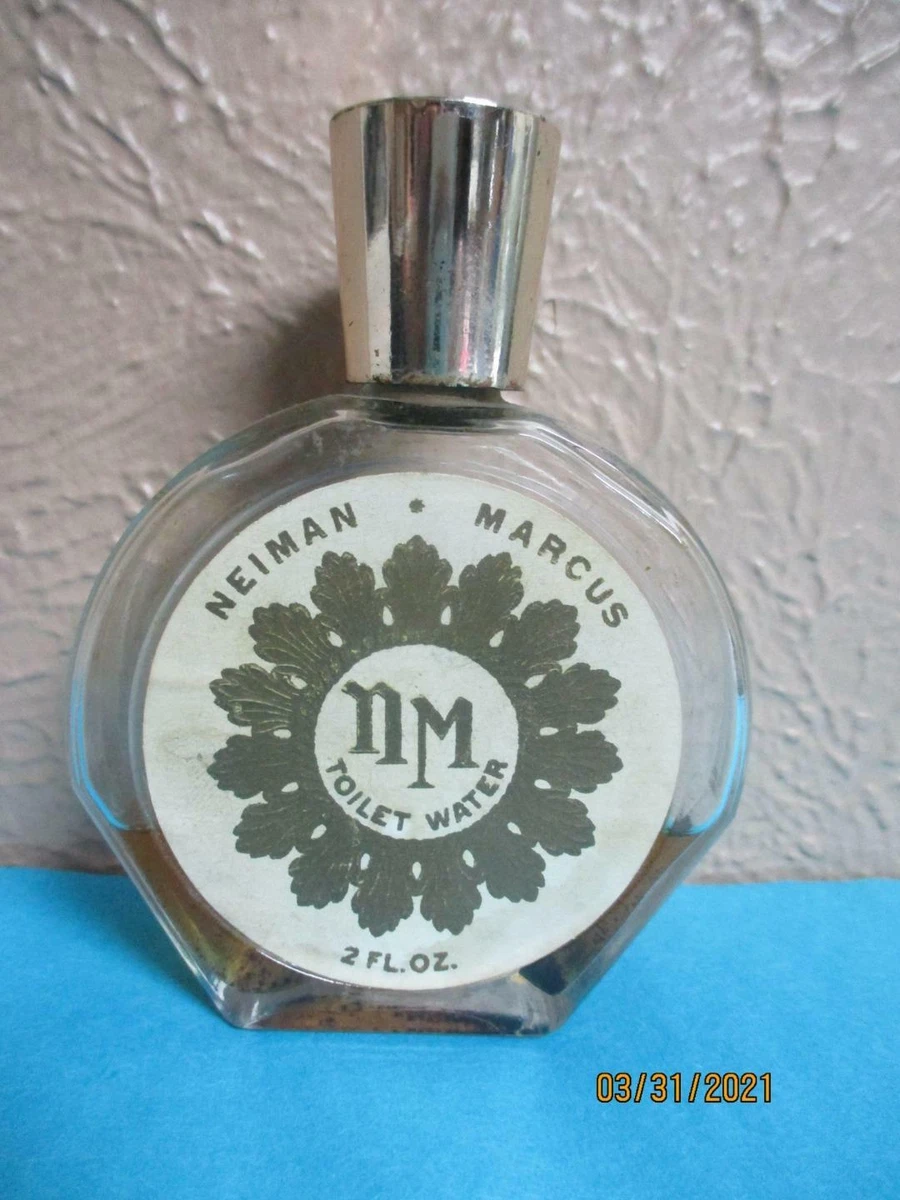 NEIMAN * MARCUS
NM
TOILET WATER
2 FL. OZ.
03/31/2021